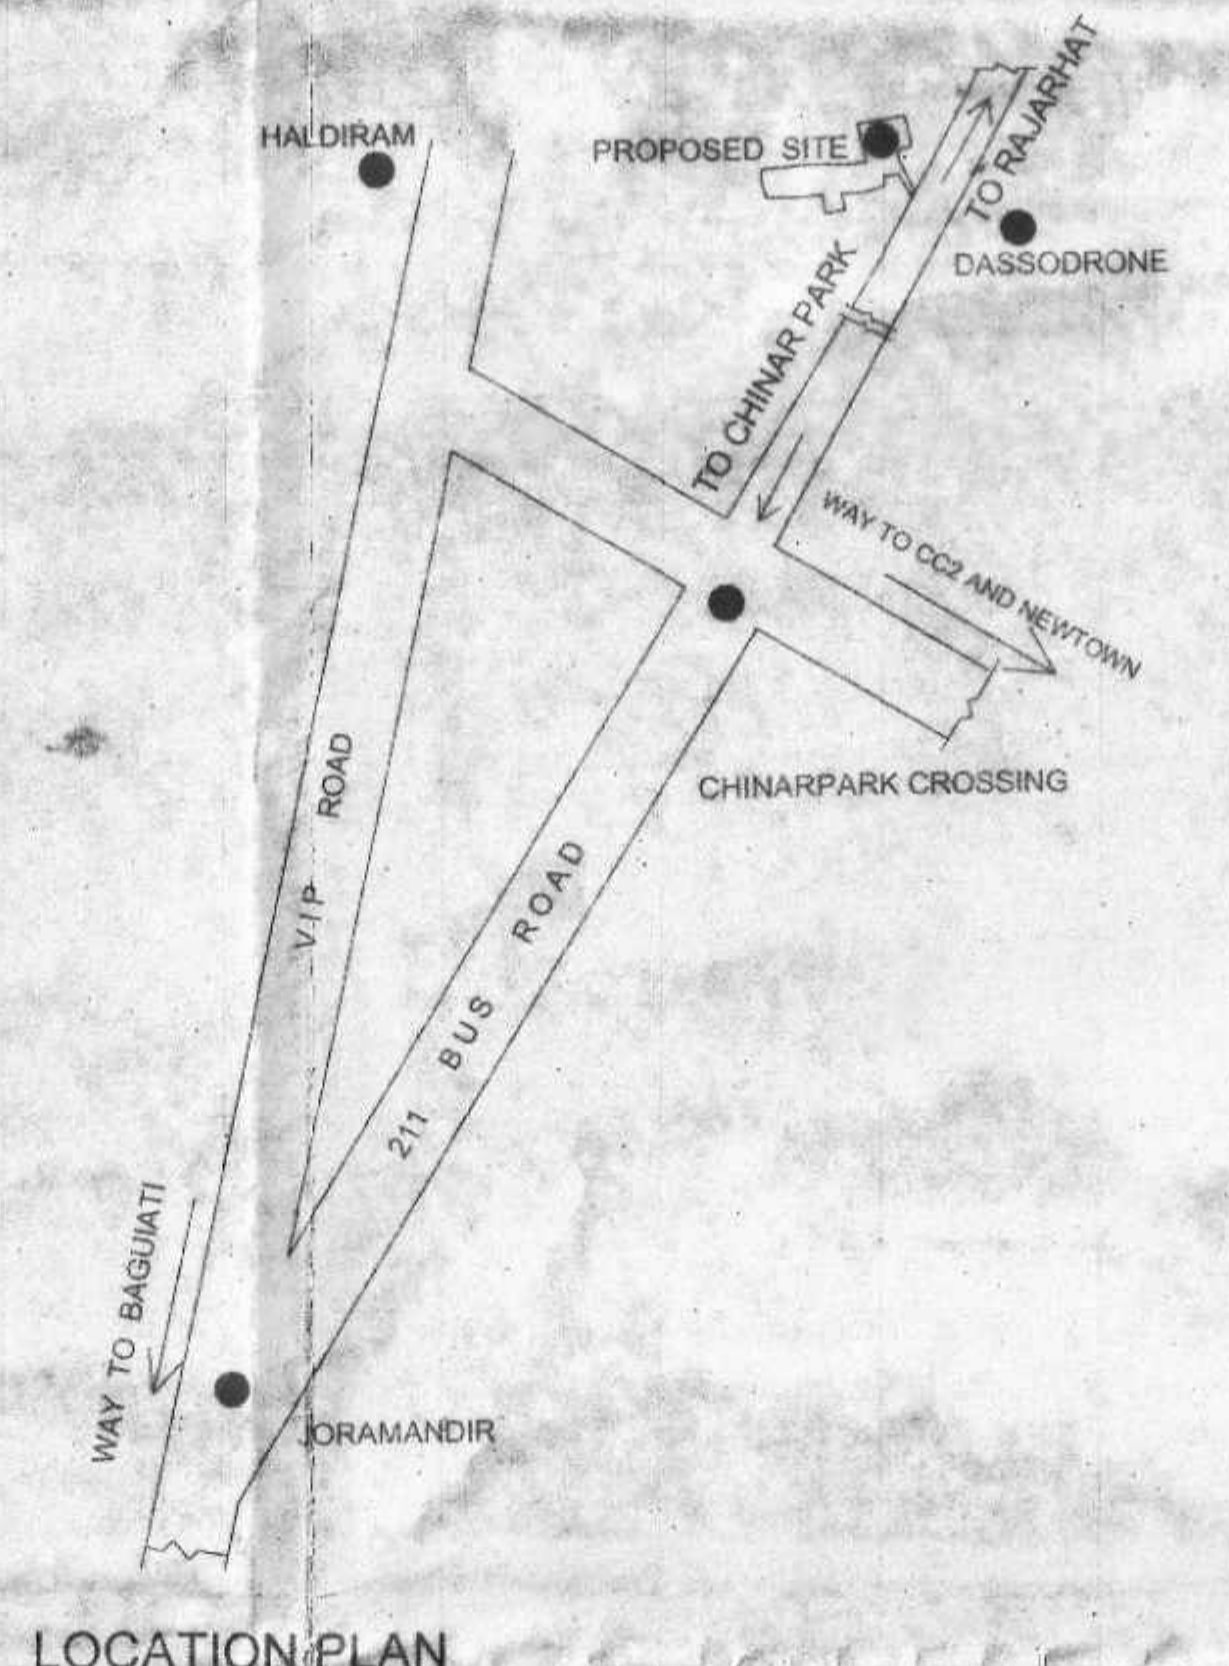 HALDIRAM
PROPOSED SITE
TO RAJARHAT
DASSODRONE
TO CHINAR PARK
WAY TO CC2 AND NEWTOWN
CHINARPARK CROSSING
V.I.P ROAD
211 BUS ROAD
WAY TO BAGUIATI
JORAMANDIR
LOCATION PLAN